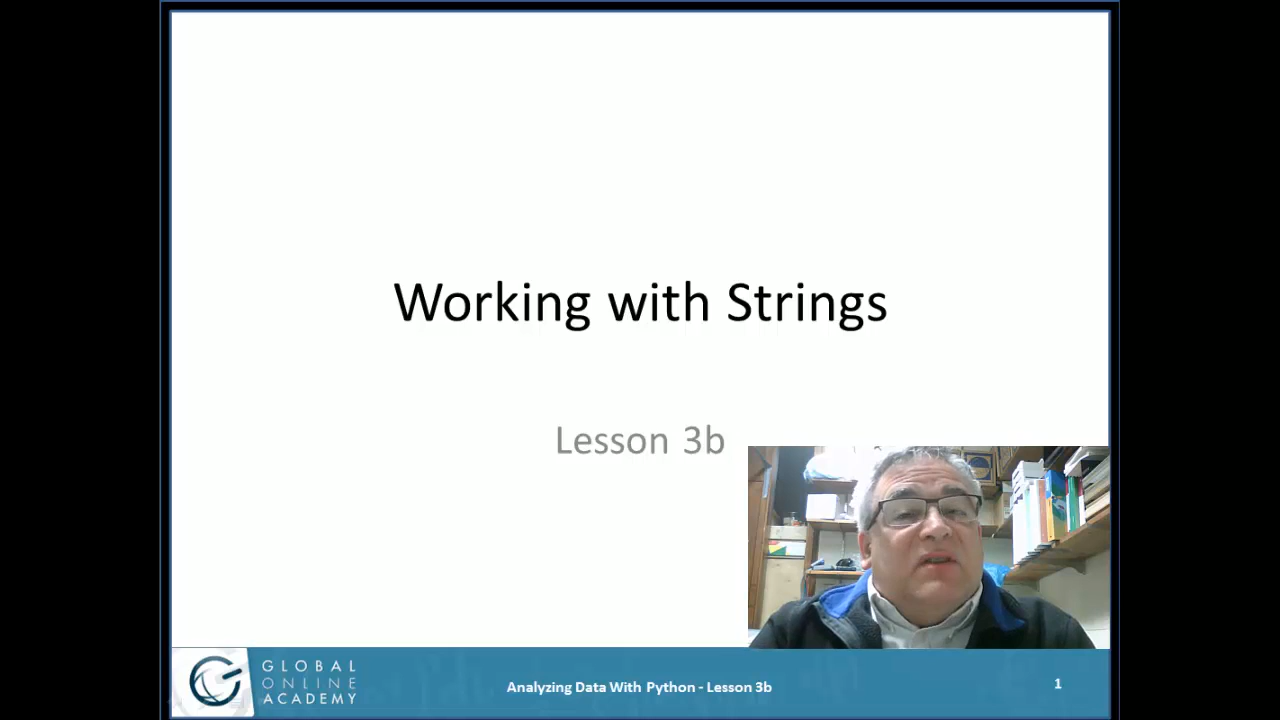 Working with Strings
Lesson 3b
GLOBAL
ONLINE
ACADEMY
Analyzing Data With Python - Lesson 3b
1